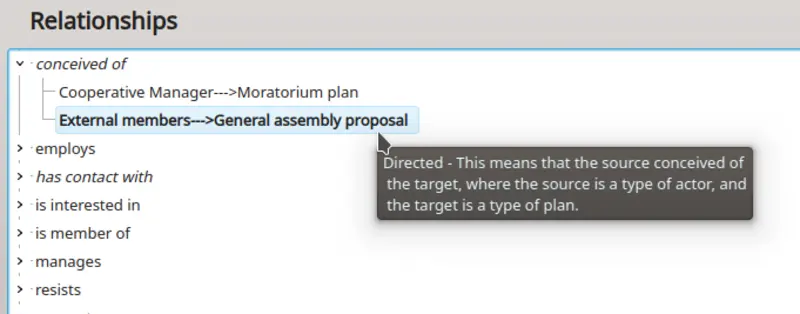 Relationships
conceived of
Cooperative Manager--->Moratorium plan
External members--->General assembly proposal
employs
Directed - This means that the source conceived of
the target, where the source is a type of actor, and
the target is a type of plan.
has contact with
is interested in
is member of
manages
resists